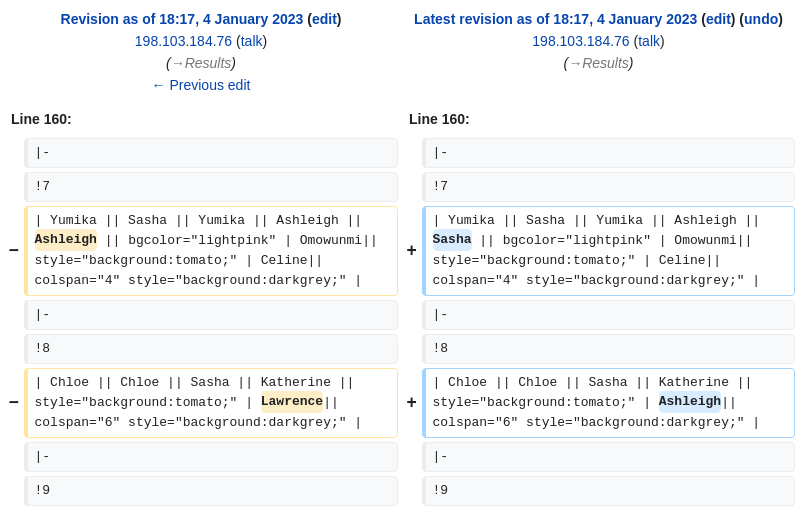 Revision as of 18:17, 4 January 2023 (edit)
198.103.184.76 (talk)
(→Results)
← Previous edit
Latest revision as of 18:17, 4 January 2023 (edit) (undo)
198.103.184.76 (talk)
(→Results)
Line 160:
Line 160:
|-
|-
!7
!7
− | Yumika || Sasha || Yumika || Ashleigh ||
Ashleigh || bgcolor="lightpink" | Omowunmi||
style="background:tomato;" | Celine||
colspan="4" style="background:darkgrey;" |
+ | Yumika || Sasha || Yumika || Ashleigh ||
Sasha || bgcolor="lightpink" | Omowunmi||
style="background:tomato;" | Celine||
colspan="4" style="background:darkgrey;" |
|-
|-
!8
!8
− | Chloe || Chloe || Sasha || Katherine ||
style="background:tomato;" | Lawrence||
colspan="6" style="background:darkgrey;" |
+ | Chloe || Chloe || Sasha || Katherine ||
style="background:tomato;" | Ashleigh||
colspan="6" style="background:darkgrey;" |
|-
|-
!9
!9